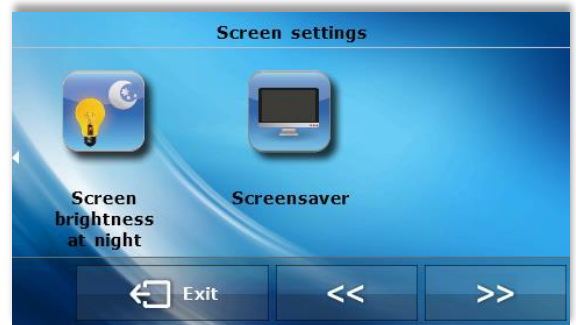 Screen settings
Screen
brightness
at night
Screensaver
Exit
<<
>>